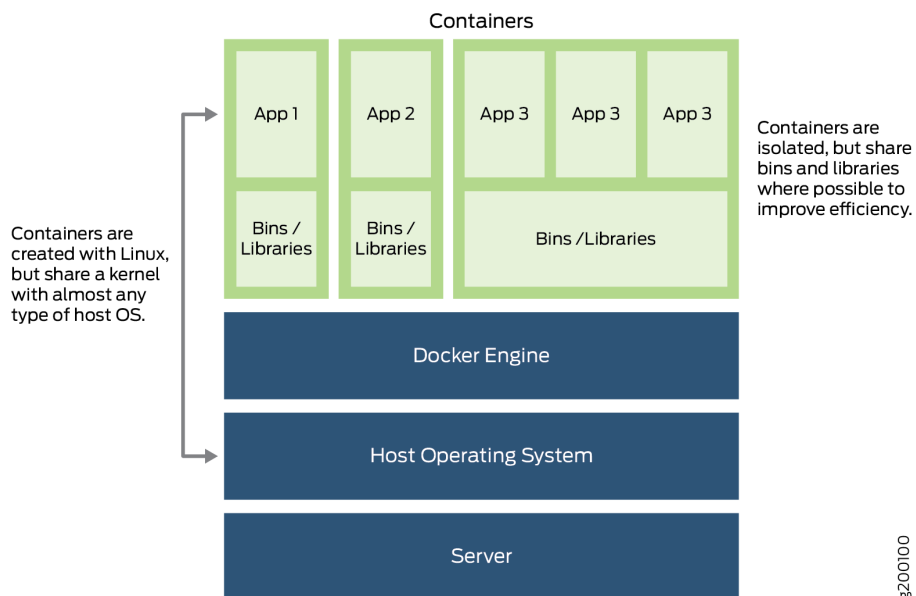 Containers
App 1
App 2
App 3
App 3
App 3
Containers are
isolated, but share
bins and libraries
where possible to
improve efficiency.
Bins /
Libraries
Bins /
Libraries
Bins /Libraries
Containers are
created with Linux,
but share a kernel
with almost any
type of host OS.
Docker Engine
Host Operating System
Server
g200100